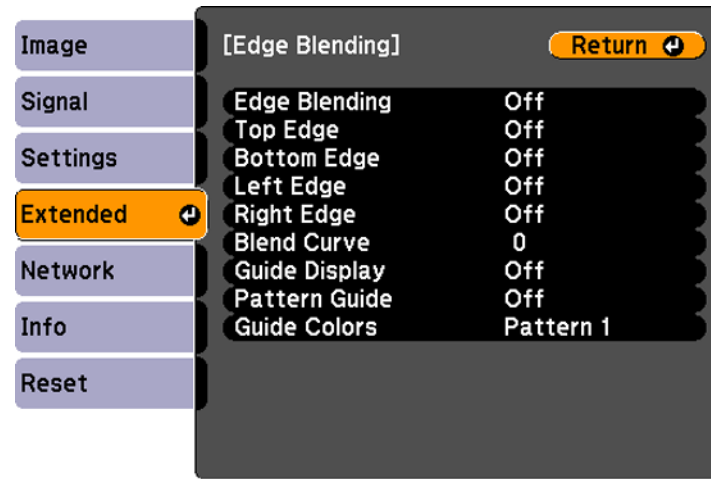 Image
Signal
Settings
Extended
Network
Info
Reset
[Edge Blending]
Return
Edge Blending Off
Top Edge Off
Bottom Edge Off
Left Edge Off
Right Edge Off
Blend Curve 0
Guide Display Off
Pattern Guide Off
Guide Colors Pattern 1